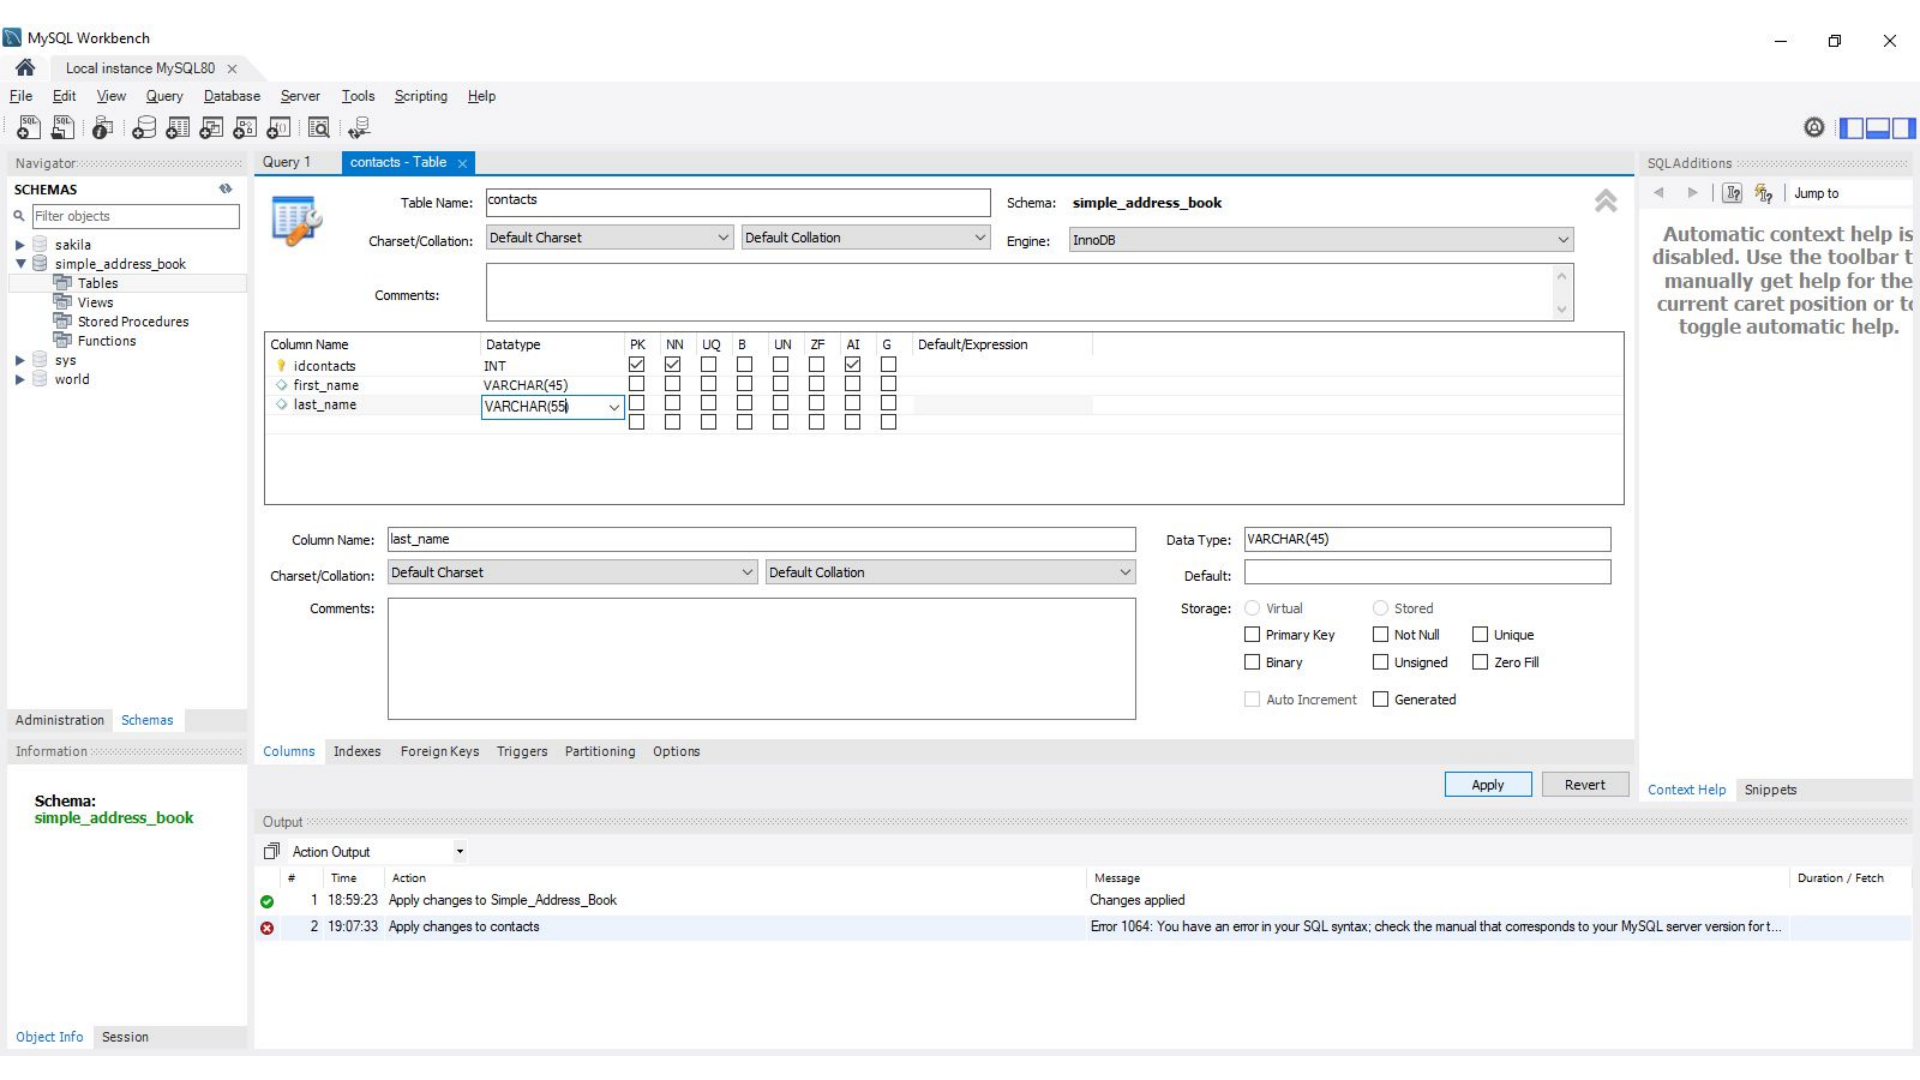 MySQL Workbench
Local instance MySQL80
File Edit View Query Database Server Tools Scripting Help
Navigator
SCHEMAS
Filter objects
sakila
simple_address_book
Tables
Views
Stored Procedures
Functions
sys
world
Administration Schemas
Information
Schema:
simple_address_book
Object Info Session
Query 1 contacts - Table
Table Name: contacts Schema: simple_address_book
Charset/Collation: Default Charset Default Collation Engine: InnoDB
Comments:
Column Name Datatype PK NN UQ B UN ZF AI G Default/Expression
idcontacts INT
first_name VARCHAR(45)
last_name VARCHAR(55)
Column Name: last_name Data Type: VARCHAR(45)
Charset/Collation: Default Charset Default Collation Default:
Comments: Storage: Virtual Stored
Primary Key Not Null Unique
Binary Unsigned Zero Fill
Auto Increment Generated
Columns Indexes Foreign Keys Triggers Partitioning Options
Apply Revert
Output
Action Output
# Time Action Message Duration / Fetch
1 18:59:23 Apply changes to Simple_Address_Book Changes applied
2 19:07:33 Apply changes to contacts Error 1064: You have an error in your SQL syntax; check the manual that corresponds to your MySQL server version for t...
SQLAdditions
Jump to
Automatic context help is
disabled. Use the toolbar t
manually get help for the
current caret position or to
toggle automatic help.
Context Help Snippets